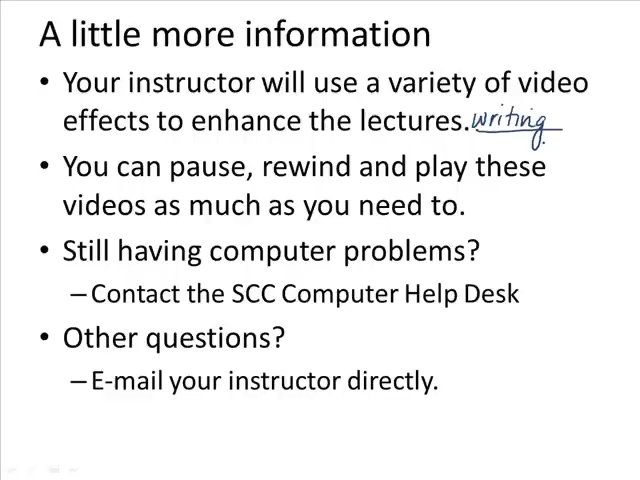 A little more information
• Your instructor will use a variety of video
effects to enhance the lectures. writing
• You can pause, rewind and play these
videos as much as you need to.
• Still having computer problems?
–Contact the SCC Computer Help Desk
• Other questions?
–E-mail your instructor directly.